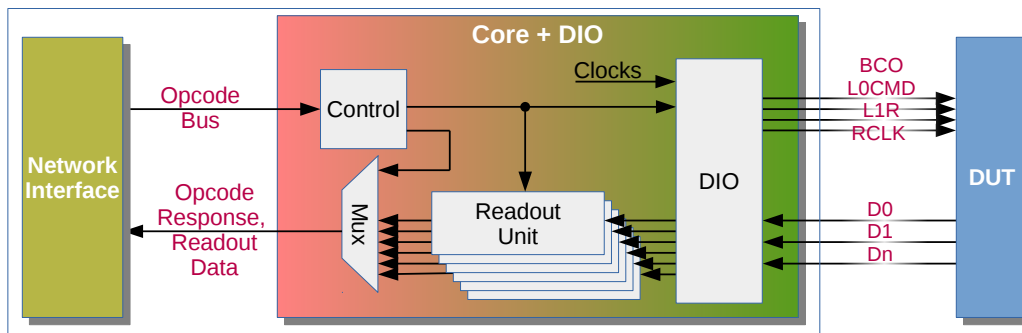 Core + DIO
Network
Interface
Opcode
Bus
Control
Clocks
BCO
L0CMD
L1R
RCLK
DUT
DIO
Mux
Readout
Unit
Opcode
Response,
Readout
Data
D0
D1
Dn